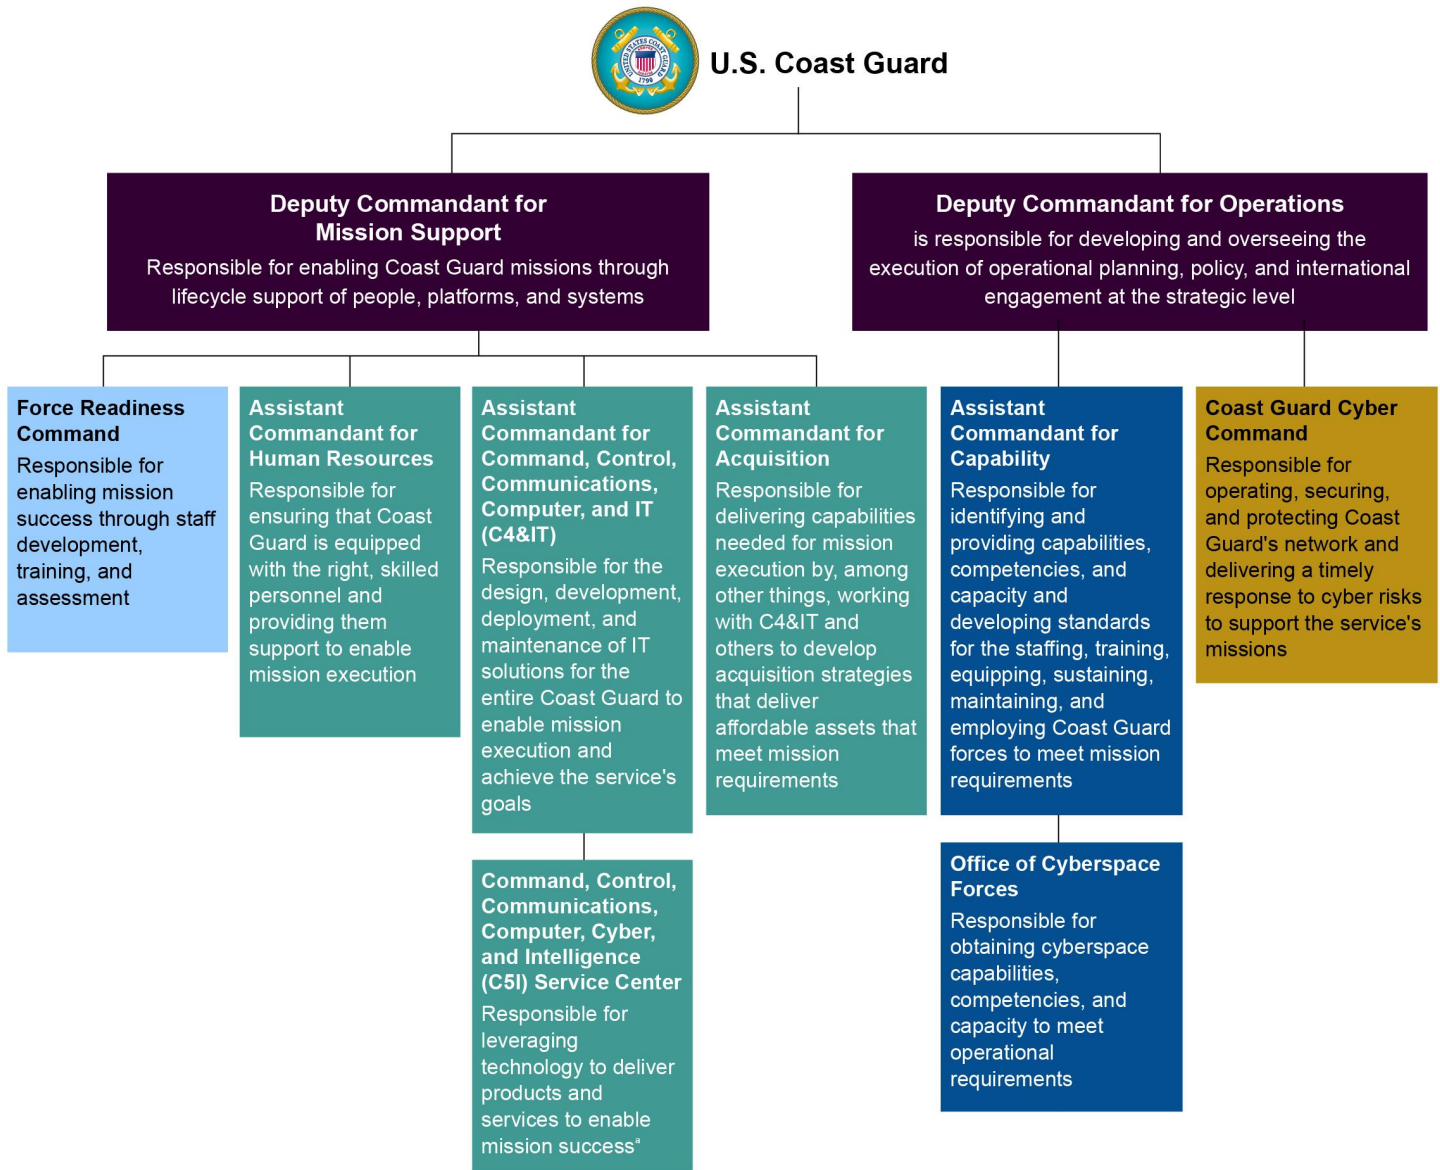 UNITED STATES COAST GUARD
1790
U.S. Coast Guard
Deputy Commandant for
Mission Support
Responsible for enabling Coast Guard missions through
lifecycle support of people, platforms, and systems
Deputy Commandant for Operations
is responsible for developing and overseeing the
execution of operational planning, policy, and international
engagement at the strategic level
Force Readiness
Command
Responsible for
enabling mission
success through staff
development,
training, and
assessment
Assistant
Commandant for
Human Resources
Responsible for
ensuring that Coast
Guard is equipped
with the right, skilled
personnel and
providing them
support to enable
mission execution
Assistant
Commandant for
Command, Control,
Communications,
Computer, and IT
(C4&IT)
Responsible for the
design, development,
deployment, and
maintenance of IT
solutions for the
entire Coast Guard to
enable mission
execution and
achieve the service's
goals
Assistant
Commandant for
Acquisition
Responsible for
delivering capabilities
needed for mission
execution by, among
other things, working
with C4&IT and
others to develop
acquisition strategies
that deliver
affordable assets that
meet mission
requirements
Assistant
Commandant for
Capability
Responsible for
identifying and
providing capabilities,
competencies, and
capacity and
developing standards
for the staffing, training,
equipping, sustaining,
maintaining, and
employing Coast Guard
forces to meet mission
requirements
Coast Guard Cyber
Command
Responsible for
operating, securing,
and protecting Coast
Guard's network and
delivering a timely
response to cyber risks
to support the service's
missions
Command, Control,
Communications,
Computer, Cyber,
and Intelligence
(C5I) Service Center
Responsible for
leveraging
technology to deliver
products and
services to enable
mission successª
Office of Cyberspace
Forces
Responsible for
obtaining cyberspace
capabilities,
competencies, and
capacity to meet
operational
requirements